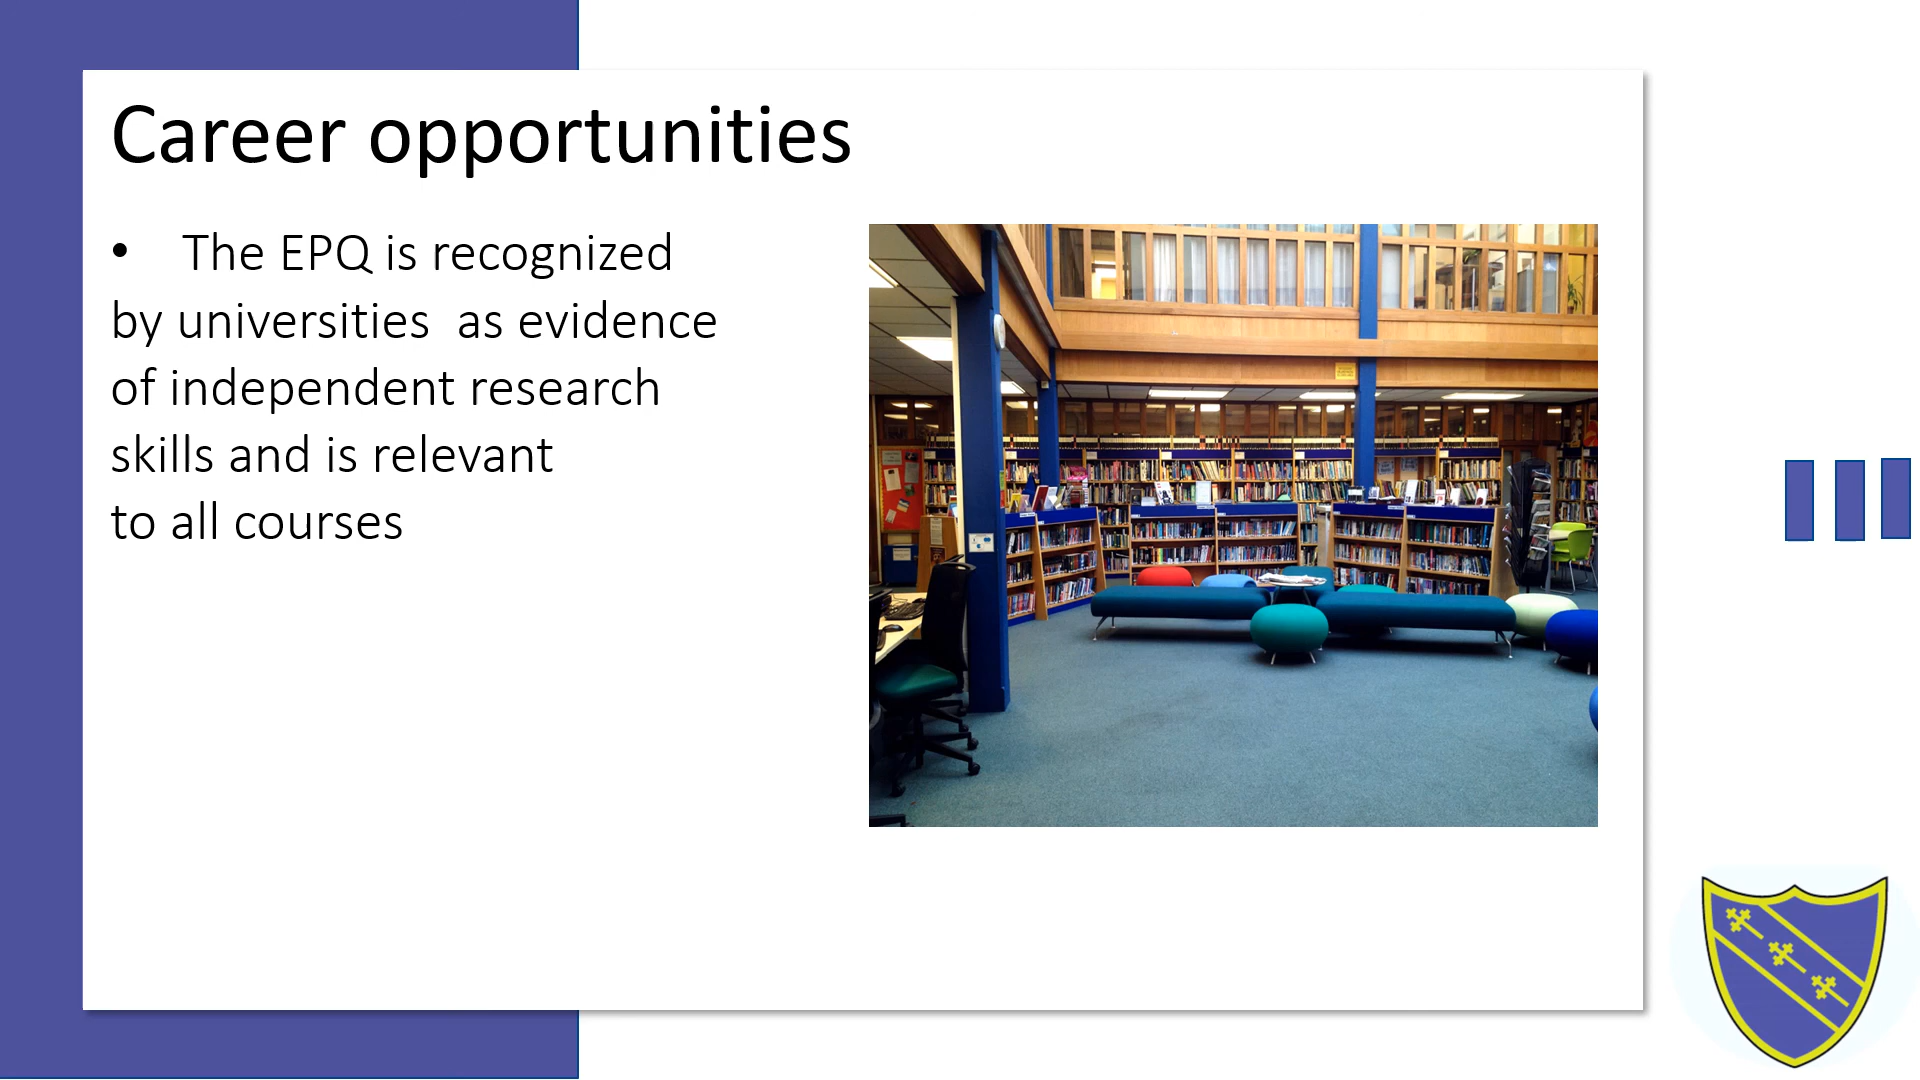 Career opportunities
• The EPQ is recognized
by universities  as evidence
of independent research
skills and is relevant
to all courses